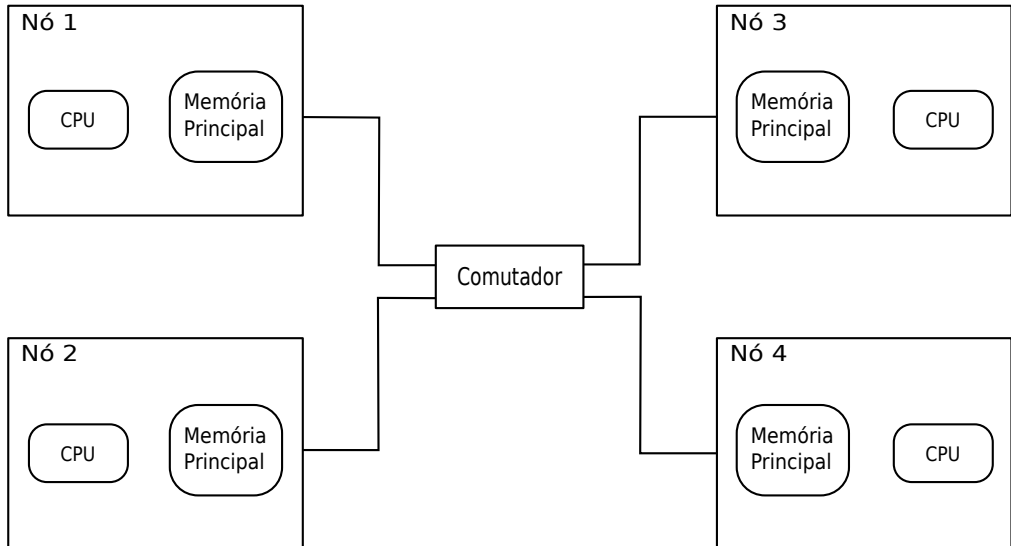 Nó 1
CPU
Memória
Principal
Nó 3
Memória
Principal
CPU
Comutador
Nó 2
CPU
Memória
Principal
Nó 4
Memória
Principal
CPU